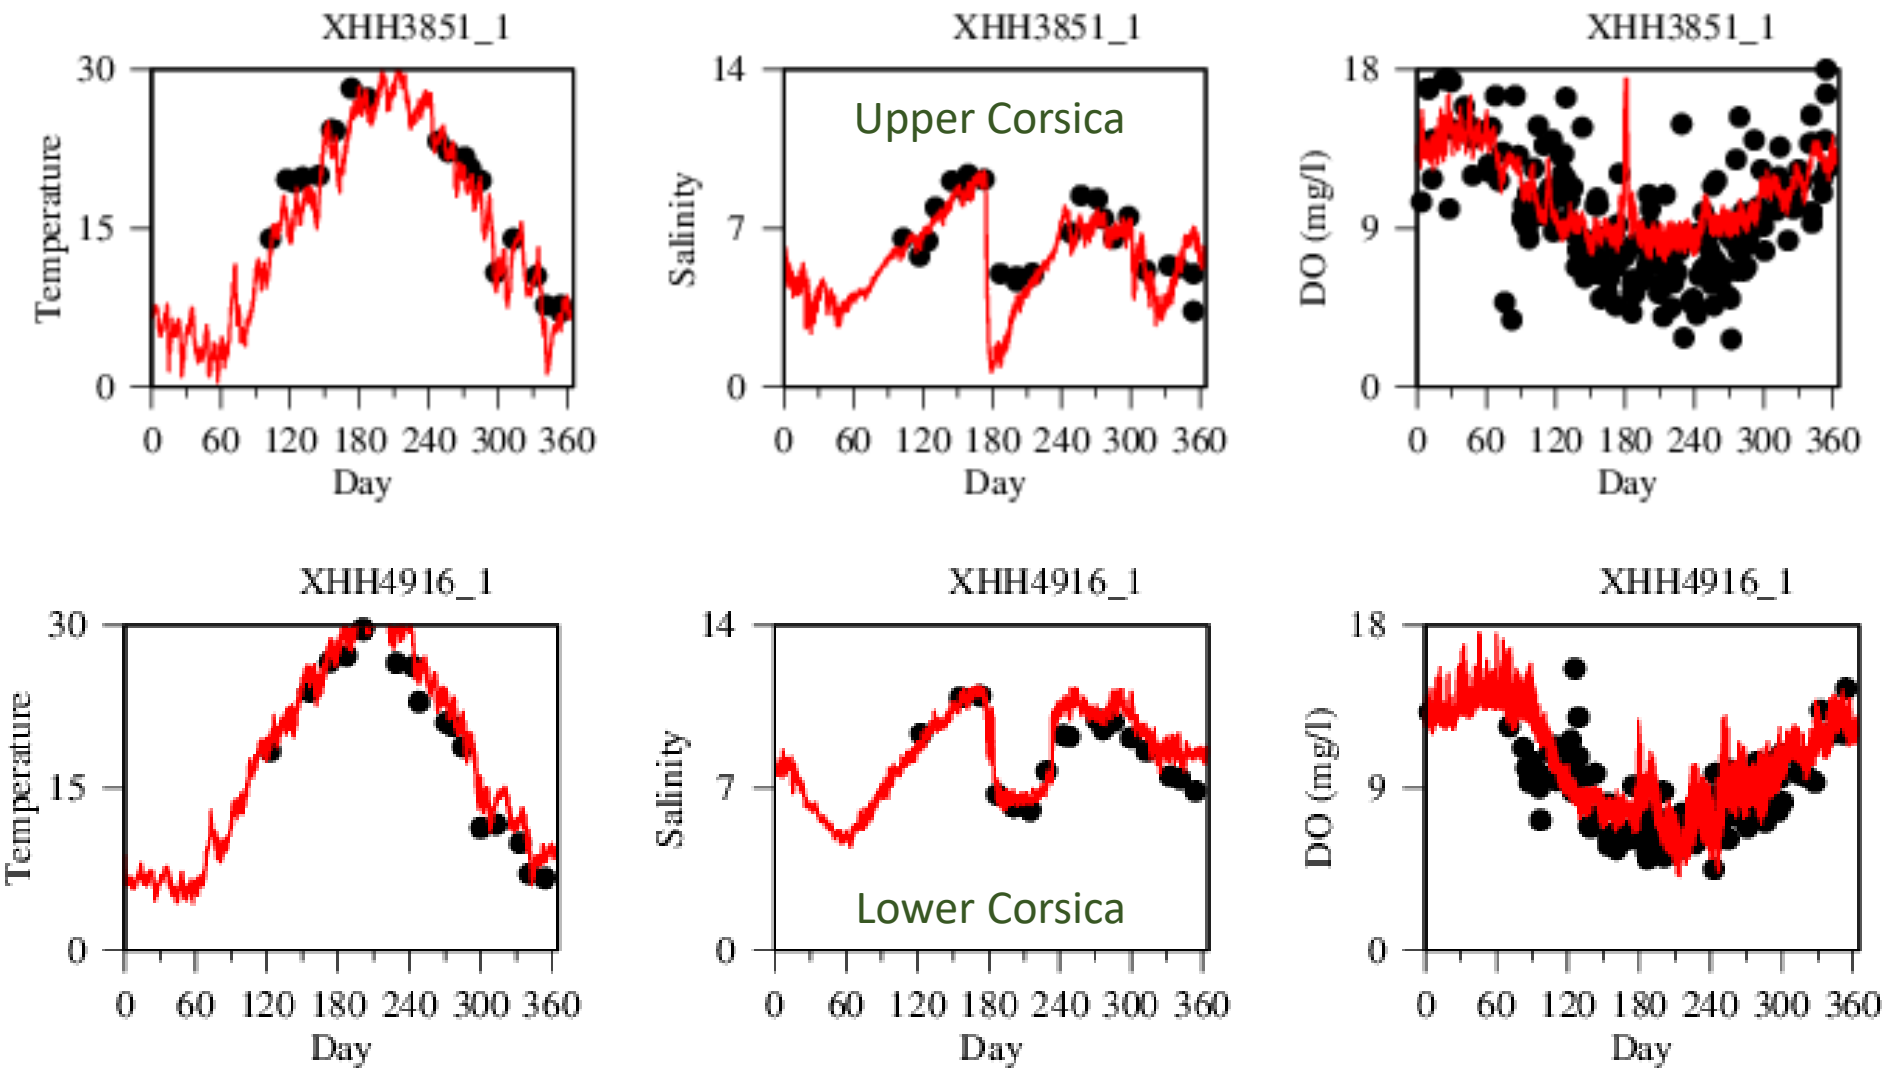 XHH3851_1 XHH3851_1 XHH3851_1
30 14 18
Upper Corsica
Temperature Salinity DO (mg/l)
15 7 9
0 0 0
0 60 120 180 240 300 360 0 60 120 180 240 300 360 0 60 120 180 240 300 360
Day Day Day
XHH4916_1 XHH4916_1 XHH4916_1
30 14 18
Temperature Salinity DO (mg/l)
15 7 9
Lower Corsica
0 0 0
0 60 120 180 240 300 360 0 60 120 180 240 300 360 0 60 120 180 240 300 360
Day Day Day